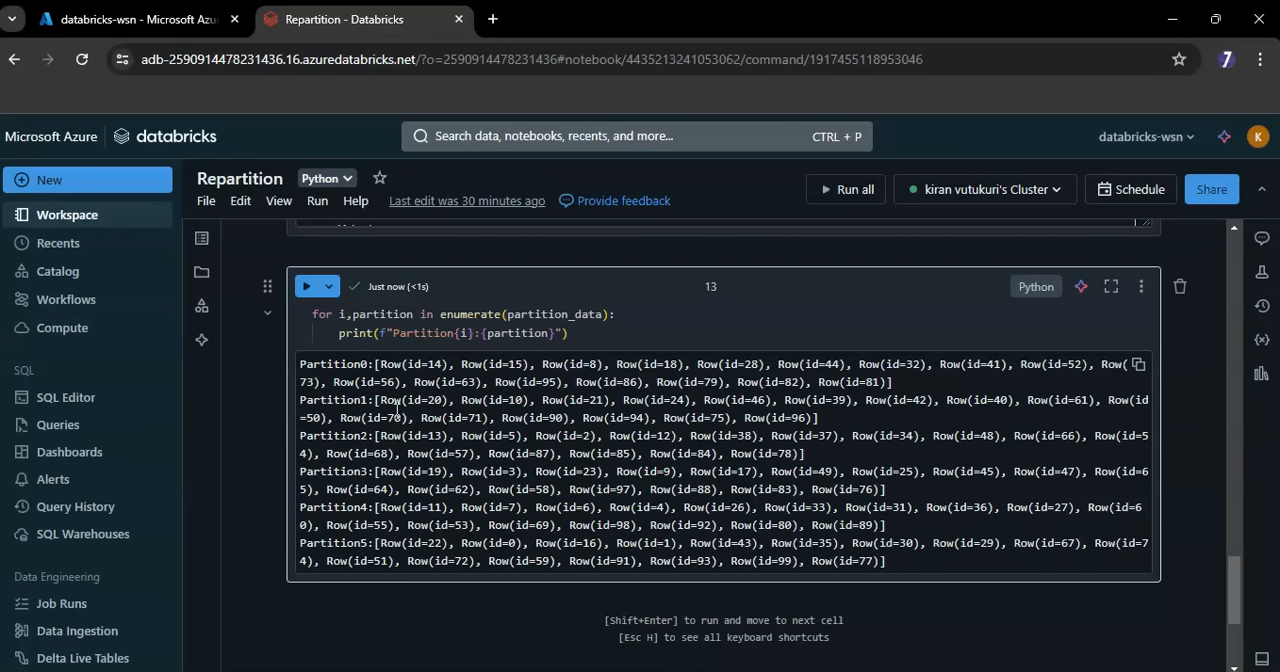 databricks-wsn - Microsoft Azu
Repartition - Databricks
adb-2590914478231436.16.azuredatabricks.net/?o=2590914478231436#notebook/4435213241053062/command/1917455118953046
7
Microsoft Azure databricks
Search data, notebooks, recents, and more... CTRL + P
databricks-wsn
K
New
Workspace
Recents
Catalog
Workflows
Compute
SQL
SQL Editor
Queries
Dashboards
Alerts
Query History
SQL Warehouses
Data Engineering
Job Runs
Data Ingestion
Delta Live Tables
Repartition Python
File Edit View Run Help Last edit was 30 minutes ago Provide feedback
Run all
kiran vutukuri's Cluster
Schedule
Share
Just now (<1s) 13 Python
for i,partition in enumerate(partition_data):
print(f"Partition{i}:{partition}")
Partition0:[Row(id=14), Row(id=15), Row(id=8), Row(id=18), Row(id=28), Row(id=44), Row(id=32), Row(id=41), Row(id=52), Row(
73), Row(id=56), Row(id=63), Row(id=95), Row(id=86), Row(id=79), Row(id=82), Row(id=81)]
Partition1:[Row(id=20), Row(id=10), Row(id=21), Row(id=24), Row(id=46), Row(id=39), Row(id=42), Row(id=40), Row(id=61), Row(id
=50), Row(id=70), Row(id=71), Row(id=90), Row(id=94), Row(id=75), Row(id=96)]
Partition2:[Row(id=13), Row(id=5), Row(id=2), Row(id=12), Row(id=38), Row(id=37), Row(id=34), Row(id=48), Row(id=66), Row(id=5
4), Row(id=68), Row(id=57), Row(id=87), Row(id=85), Row(id=84), Row(id=78)]
Partition3:[Row(id=19), Row(id=3), Row(id=23), Row(id=9), Row(id=17), Row(id=49), Row(id=25), Row(id=45), Row(id=47), Row(id=6
5), Row(id=64), Row(id=62), Row(id=58), Row(id=97), Row(id=88), Row(id=83), Row(id=76)]
Partition4:[Row(id=11), Row(id=7), Row(id=6), Row(id=4), Row(id=26), Row(id=33), Row(id=31), Row(id=36), Row(id=27), Row(id=6
0), Row(id=55), Row(id=53), Row(id=69), Row(id=98), Row(id=92), Row(id=80), Row(id=89)]
Partition5:[Row(id=22), Row(id=0), Row(id=16), Row(id=1), Row(id=43), Row(id=35), Row(id=30), Row(id=29), Row(id=67), Row(id=7
4), Row(id=51), Row(id=72), Row(id=59), Row(id=91), Row(id=93), Row(id=99), Row(id=77)]
[Shift+Enter] to run and move to next cell
[Esc H] to see all keyboard shortcuts